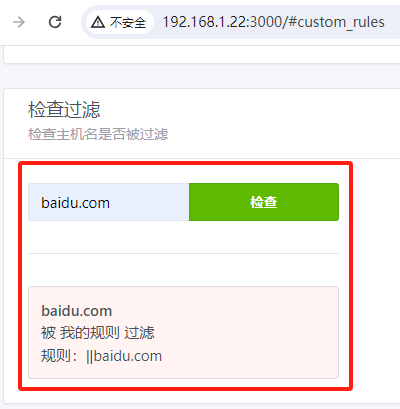 不安全 192.168.1.22:3000/#custom_rules
检查过滤
检查主机名是否被过滤
baidu.com 检查
baidu.com
被 我的规则 过滤
规则：||baidu.com